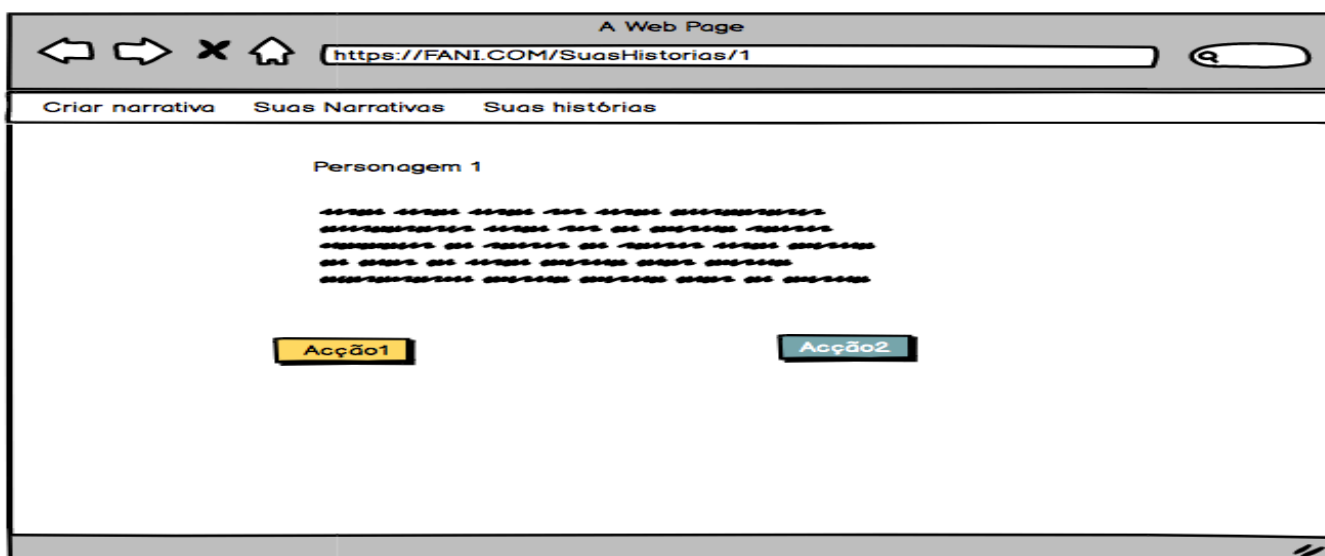 A Web Page
https://FANI.COM/SuasHistorias/1
Criar narrativa Suas Narrativas Suas histórias
Personagem 1
Acção1 Acção2